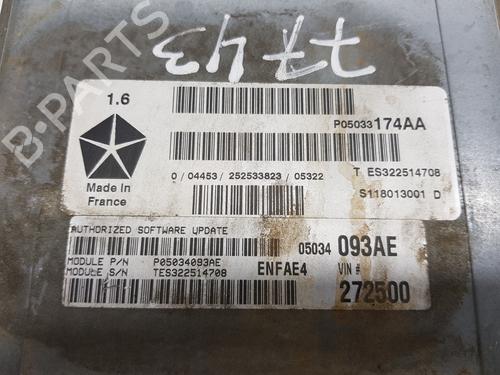 7743
B-PARTS
1.6
P05033174AA
Made In
France
0 / 04453 / 252533823 / 05322
T ES322514708
S118013001 D
AUTHORIZED SOFTWARE UPDATE
05034 093AE
MODULE P/N P05034093AE
MODULE S/N TES322514708
ENFAE4
VIN #
272500